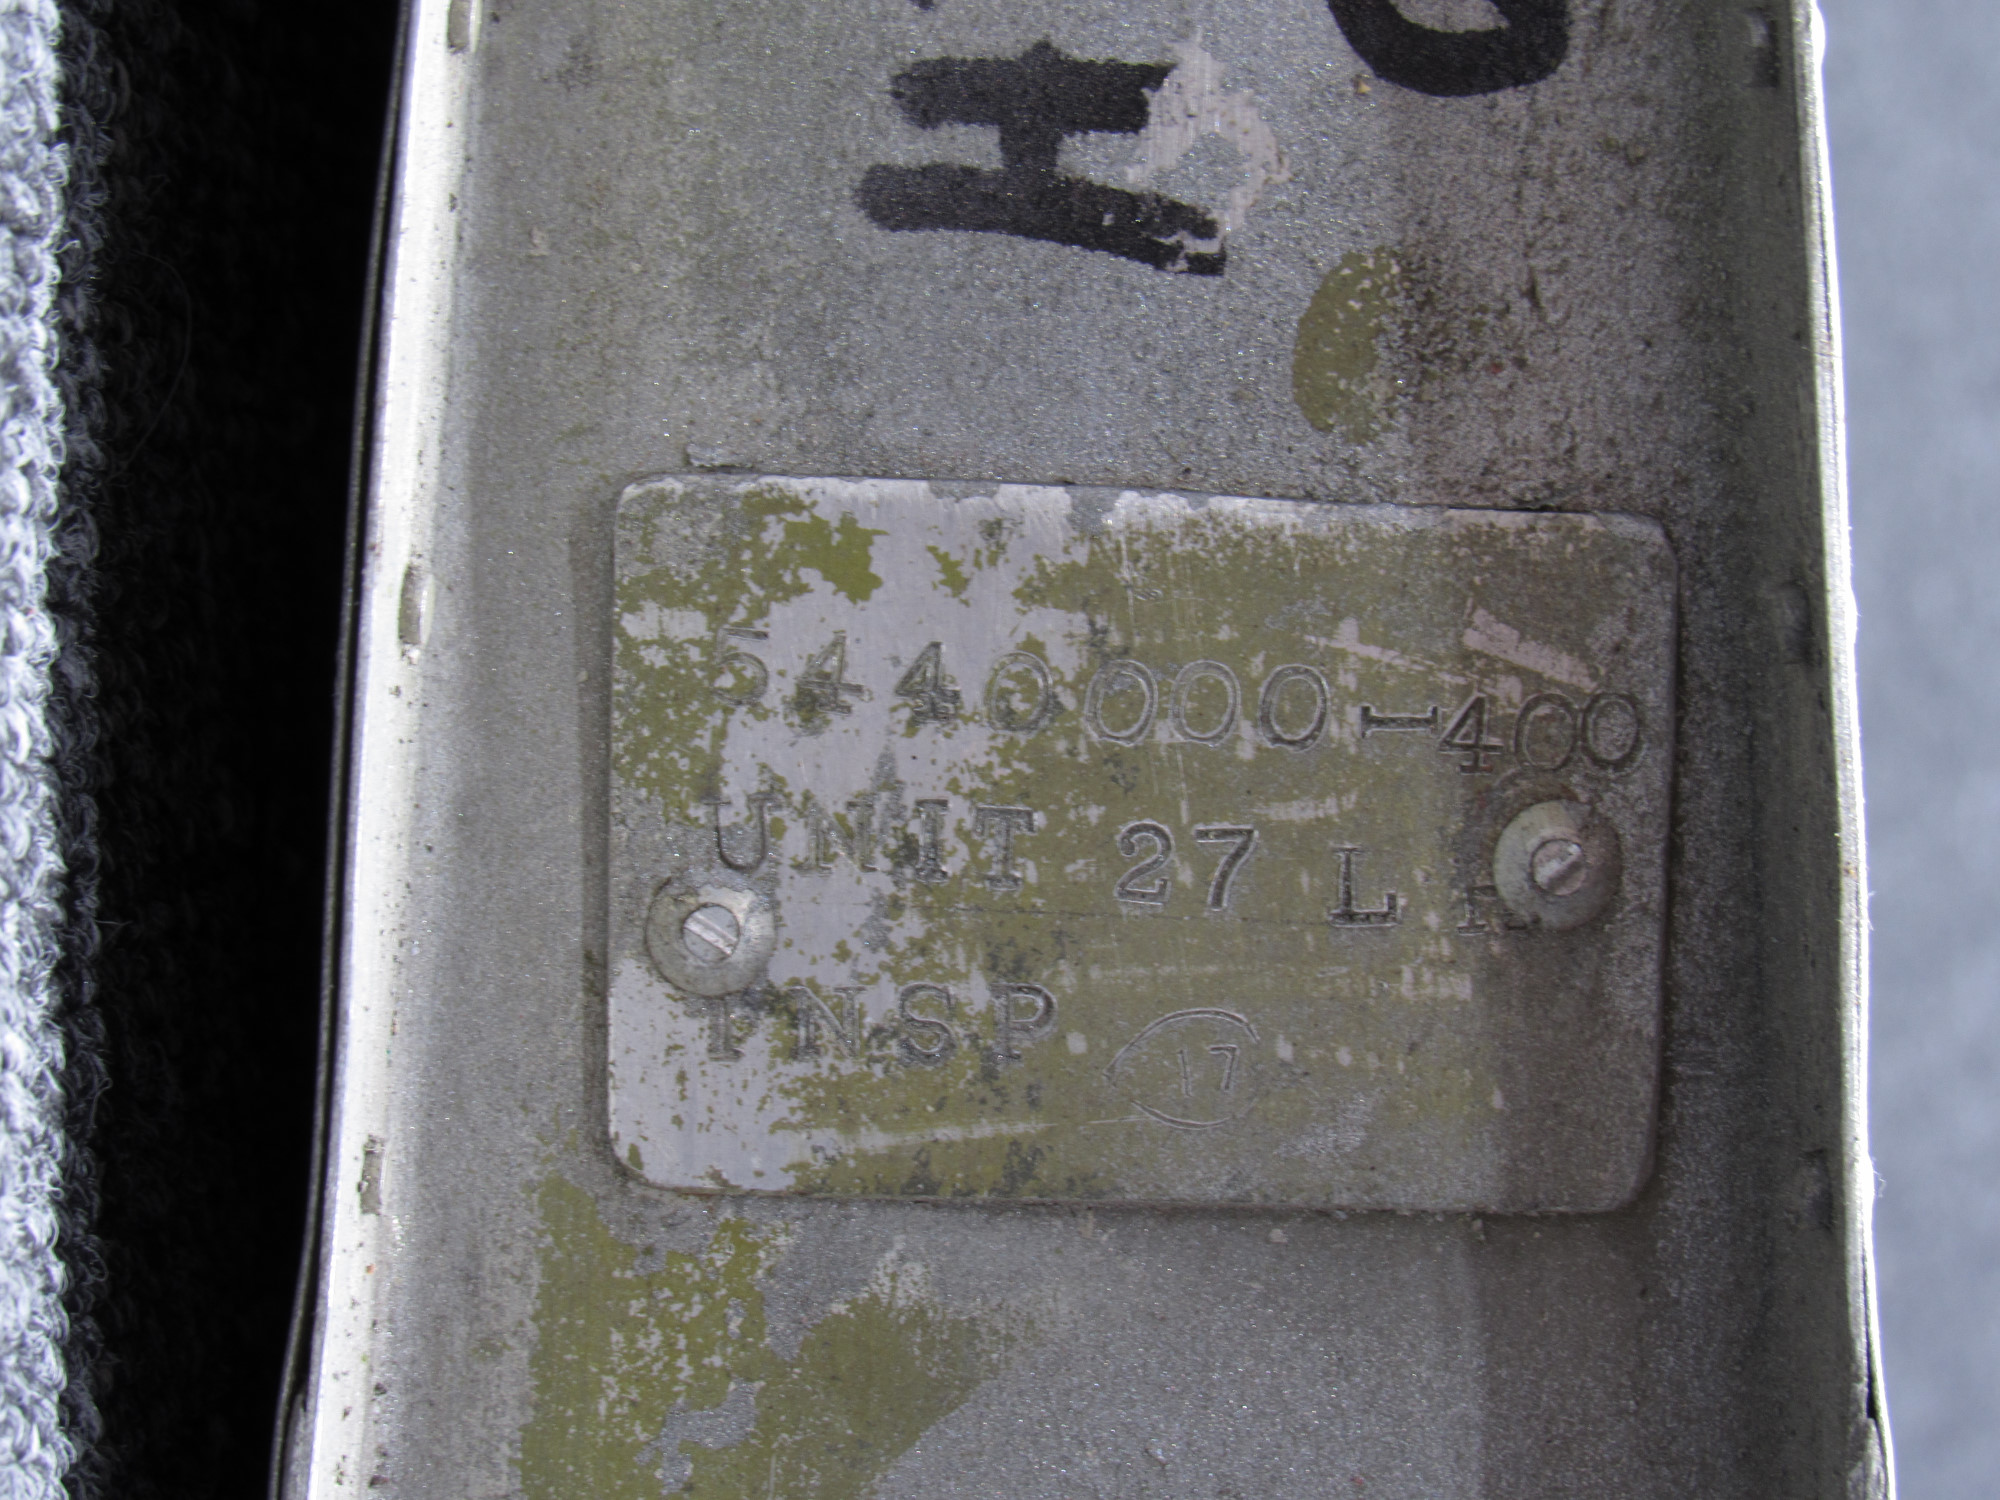 H
5440000-400
UNIT 27 L R
INSP 17